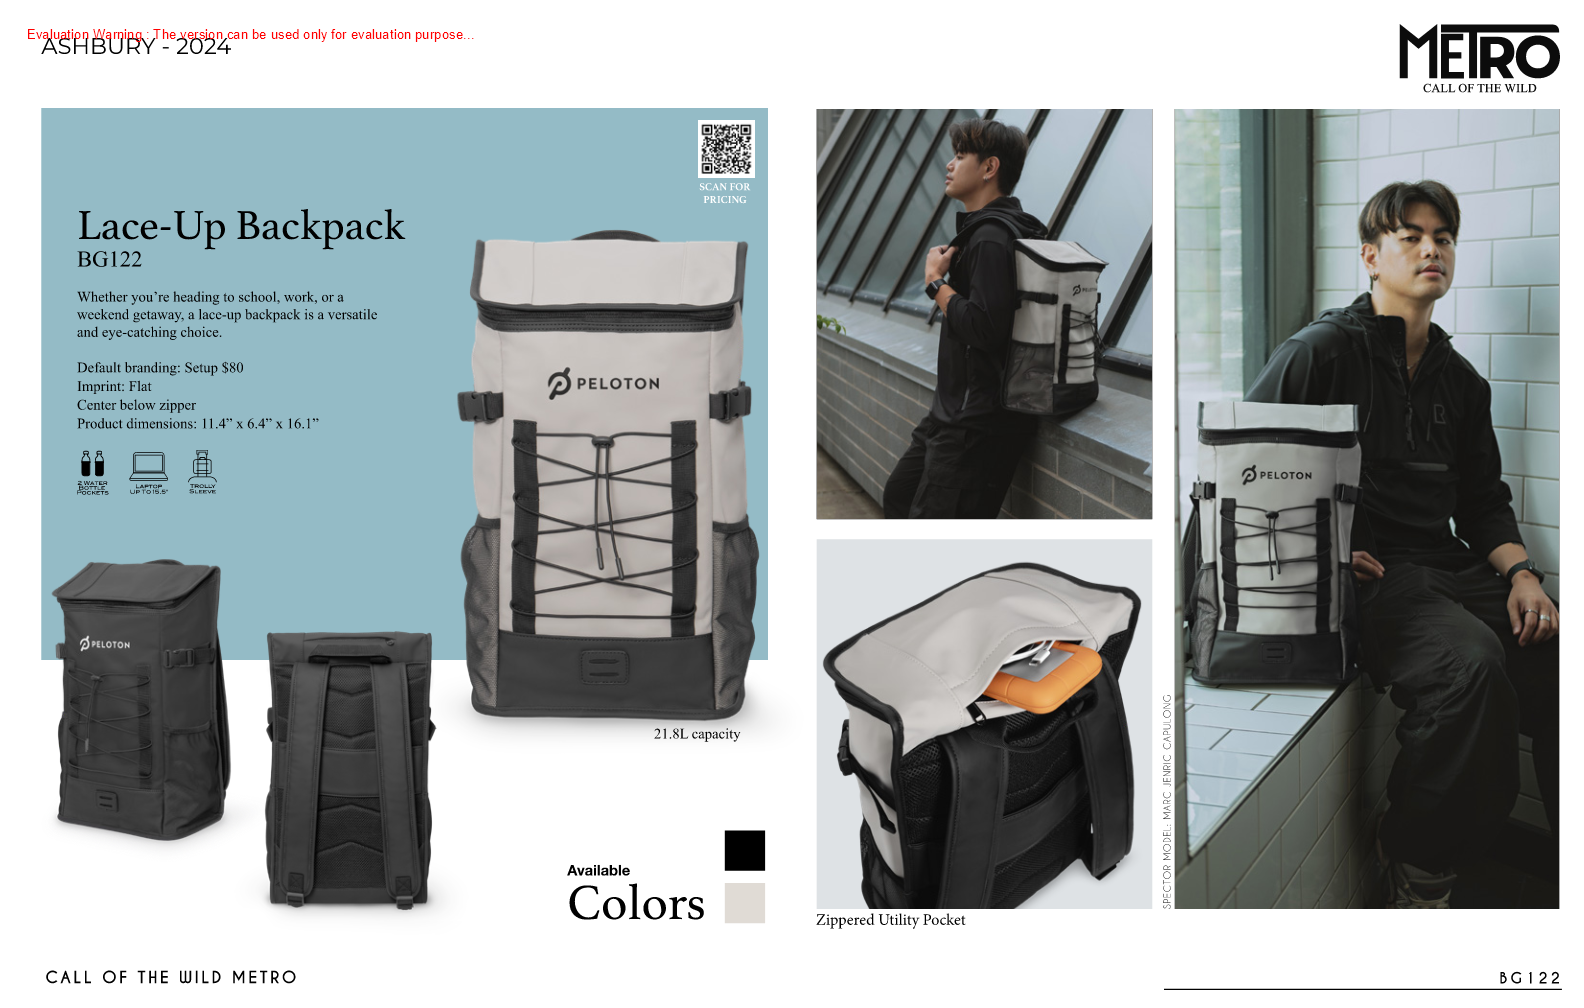 Evaluation Warning : The version can be used only for evaluation purpose...
ASHBURY - 2024
METRO
CALL OF THE WILD
SCAN FOR
PRICING
Lace-Up Backpack
BG122
Whether you’re heading to school, work, or a
weekend getaway, a lace-up backpack is a versatile
and eye-catching choice.
Default branding: Setup $80
Imprint: Flat
Center below zipper
Product dimensions: 11.4” x 6.4” x 16.1”
2 WATER
BOTTLE
POCKETS
LAPTOP
UP TO 15.5"
TROLLY
SLEEVE
PELOTON
PELOTON
21.8L capacity
Available
Colors
PELOTON
Zippered Utility Pocket
PELOTON
SPECTOR MODEL: MARC JENRIC CAPULONG
CALL OF THE WILD METRO
BG122